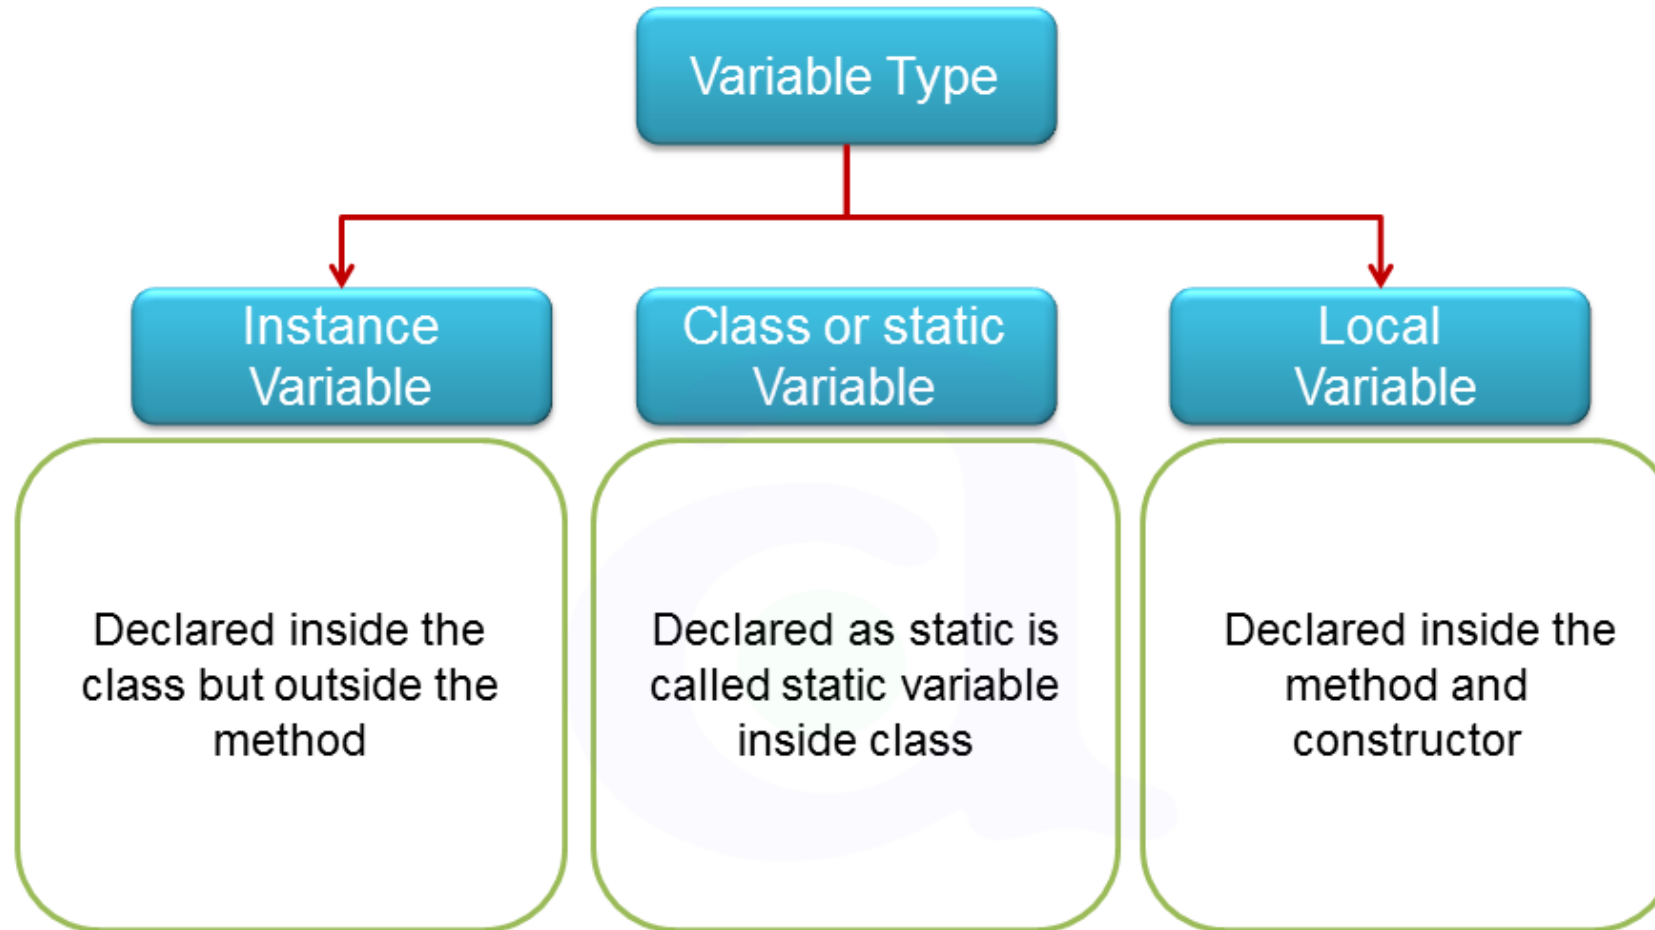 Variable Type
Instance
Variable
Class or static
Variable
Local
Variable
Declared inside the
class but outside the
method
Declared as static is
called static variable
inside class
Declared inside the
method and
constructor